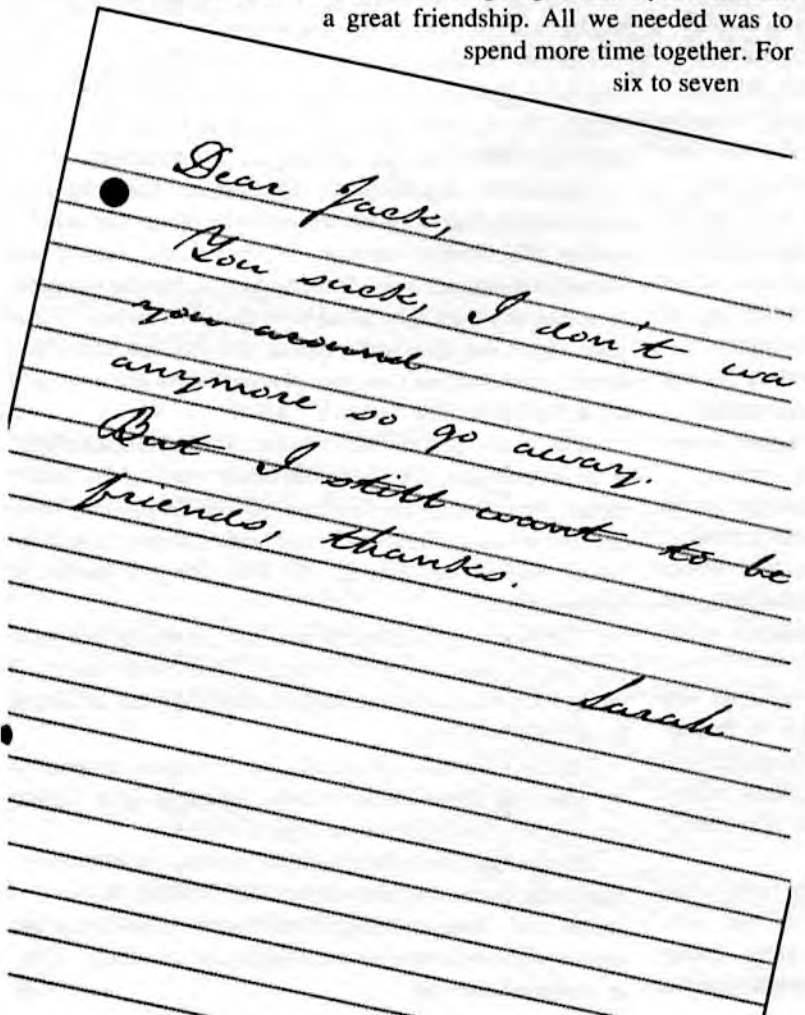 a great friendship. All we needed was to
spend more time together. For
six to seven
Dear Jack,
You suck, I don't wa
you around
anymore so go away.
But I still want to be
friends, thanks.
Sarah